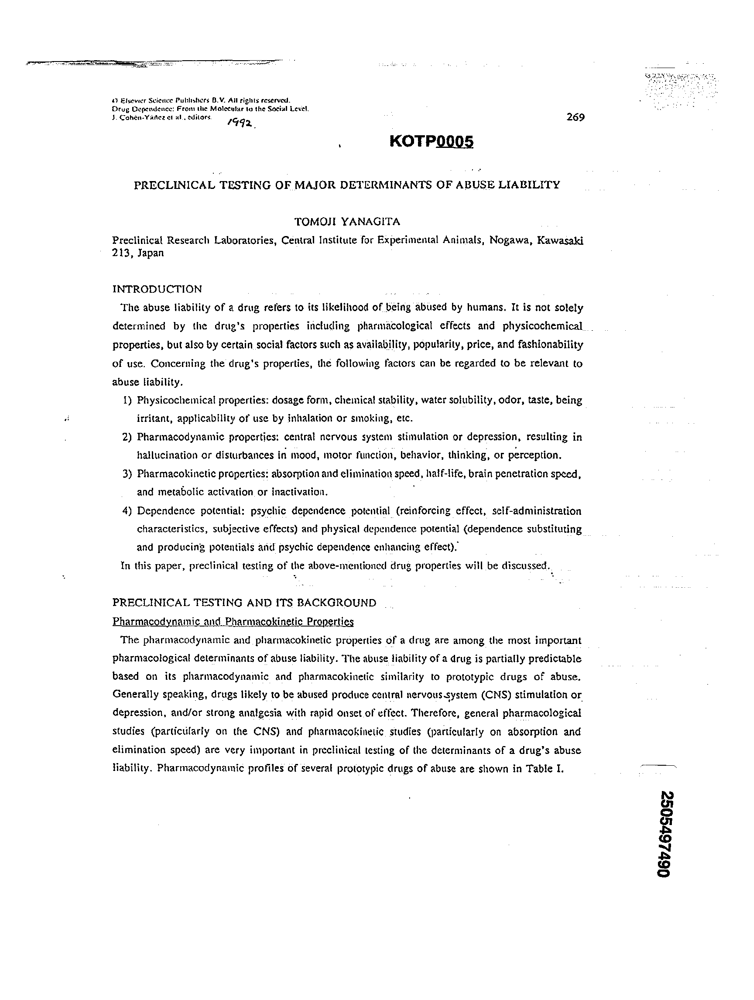 © Elsevier Science Publishers B.V. All rights reserved.
Drug Dependence: From the Molecular to the Social Level.
J. Cohen-Yáñez et al., editors.
1992
269
KOTP0005
PRECLINICAL TESTING OF MAJOR DETERMINANTS OF ABUSE LIABILITY
TOMOJI YANAGITA
Preclinical Research Laboratories, Central Institute for Experimental Animals, Nogawa, Kawasaki
213, Japan
INTRODUCTION
The abuse liability of a drug refers to its likelihood of being abused by humans. It is not solely
determined by the drug's properties including pharmacological effects and physicochemical
properties, but also by certain social factors such as availability, popularity, price, and fashionability
of use. Concerning the drug's properties, the following factors can be regarded to be relevant to
abuse liability.
1) Physicochemical properties: dosage form, chemical stability, water solubility, odor, taste, being
irritant, applicability of use by inhalation or smoking, etc.
2) Pharmacodynamic properties: central nervous system stimulation or depression, resulting in
hallucination or disturbances in mood, motor function, behavior, thinking, or perception.
3) Pharmacokinetic properties: absorption and elimination speed, half-life, brain penetration speed,
and metabolic activation or inactivation.
4) Dependence potential: psychic dependence potential (reinforcing effect, self-administration
characteristics, subjective effects) and physical dependence potential (dependence substituting
and producing potentials and psychic dependence enhancing effect).
In this paper, preclinical testing of the above-mentioned drug properties will be discussed.
PRECLINICAL TESTING AND ITS BACKGROUND
Pharmacodynamic and Pharmacokinetic Properties
The pharmacodynamic and pharmacokinetic properties of a drug are among the most important
pharmacological determinants of abuse liability. The abuse liability of a drug is partially predictable
based on its pharmacodynamic and pharmacokinetic similarity to prototypic drugs of abuse.
Generally speaking, drugs likely to be abused produce central nervous system (CNS) stimulation or
depression, and/or strong analgesia with rapid onset of effect. Therefore, general pharmacological
studies (particularly on the CNS) and pharmacokinetic studies (particularly on absorption and
elimination speed) are very important in preclinical testing of the determinants of a drug's abuse
liability. Pharmacodynamic profiles of several prototypic drugs of abuse are shown in Table I.
2505497490